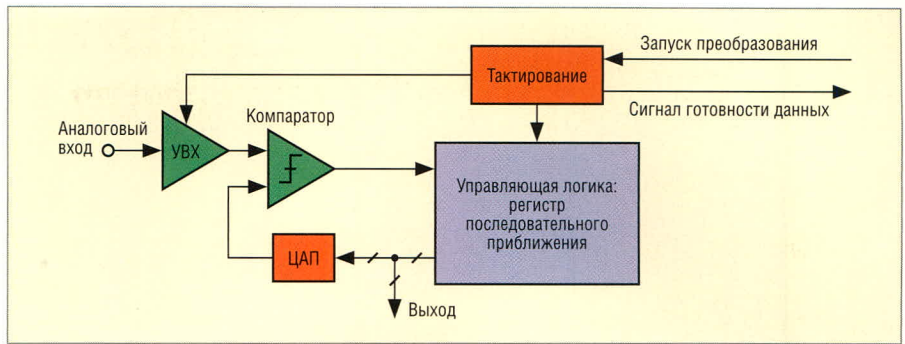 Запуск преобразования
Тактирование
Сигнал готовности данных
Компаратор
Аналоговый
вход
УВХ
Управляющая логика:
регистр
последовательного
приближения
ЦАП
Выход